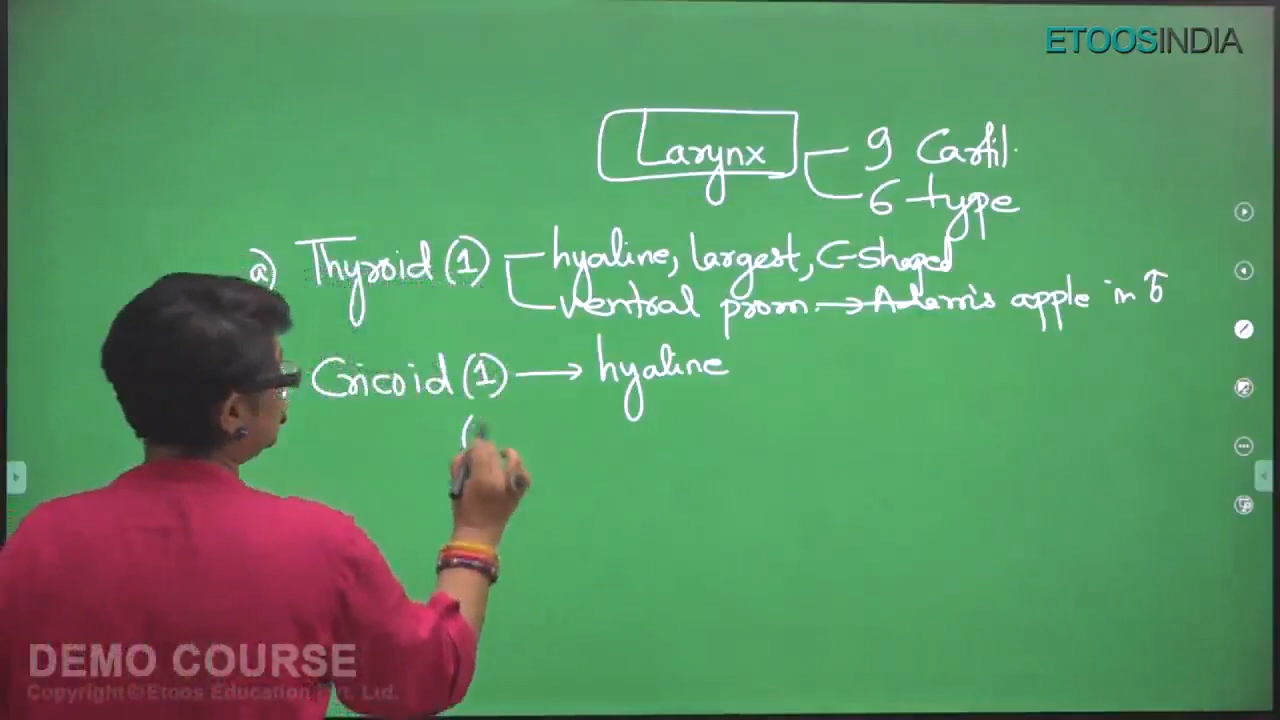 ETOOSINDIA
Larynx 9 Cartil.
6 type
a) Thyroid (1) hyaline, largest, C-shaped
ventral prom. → Adam's apple in
Cricoid (1) → hyaline
(
DEMO COURSE
Copyright © Etoos Education Pvt. Ltd.